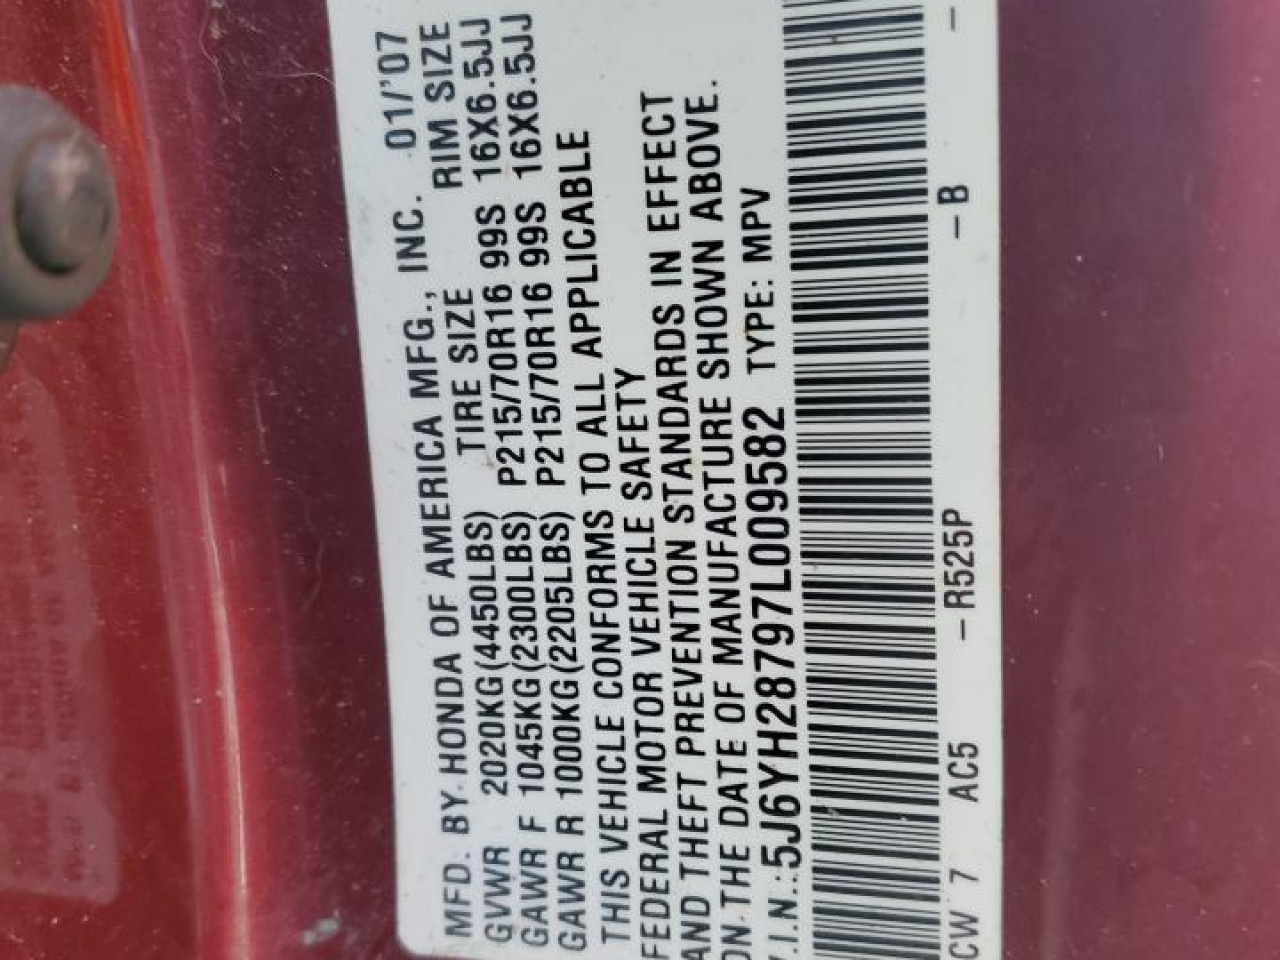 MFD. BY HONDA OF AMERICA MFG., INC. 01/'07
GVWR 2020KG(4450LBS) TIRE SIZE RIM SIZE
GAWR F 1045KG(2300LBS) P215/70R16 99S 16X6.5JJ
GAWR R 1000KG(2205LBS) P215/70R16 99S 16X6.5JJ
THIS VEHICLE CONFORMS TO ALL APPLICABLE
FEDERAL MOTOR VEHICLE SAFETY
AND THEFT PREVENTION STANDARDS IN EFFECT
ON THE DATE OF MANUFACTURE SHOWN ABOVE.
V.I.N.:5J6YH28797L009582 TYPE: MPV
CW 7 AC5 -R525P -B -